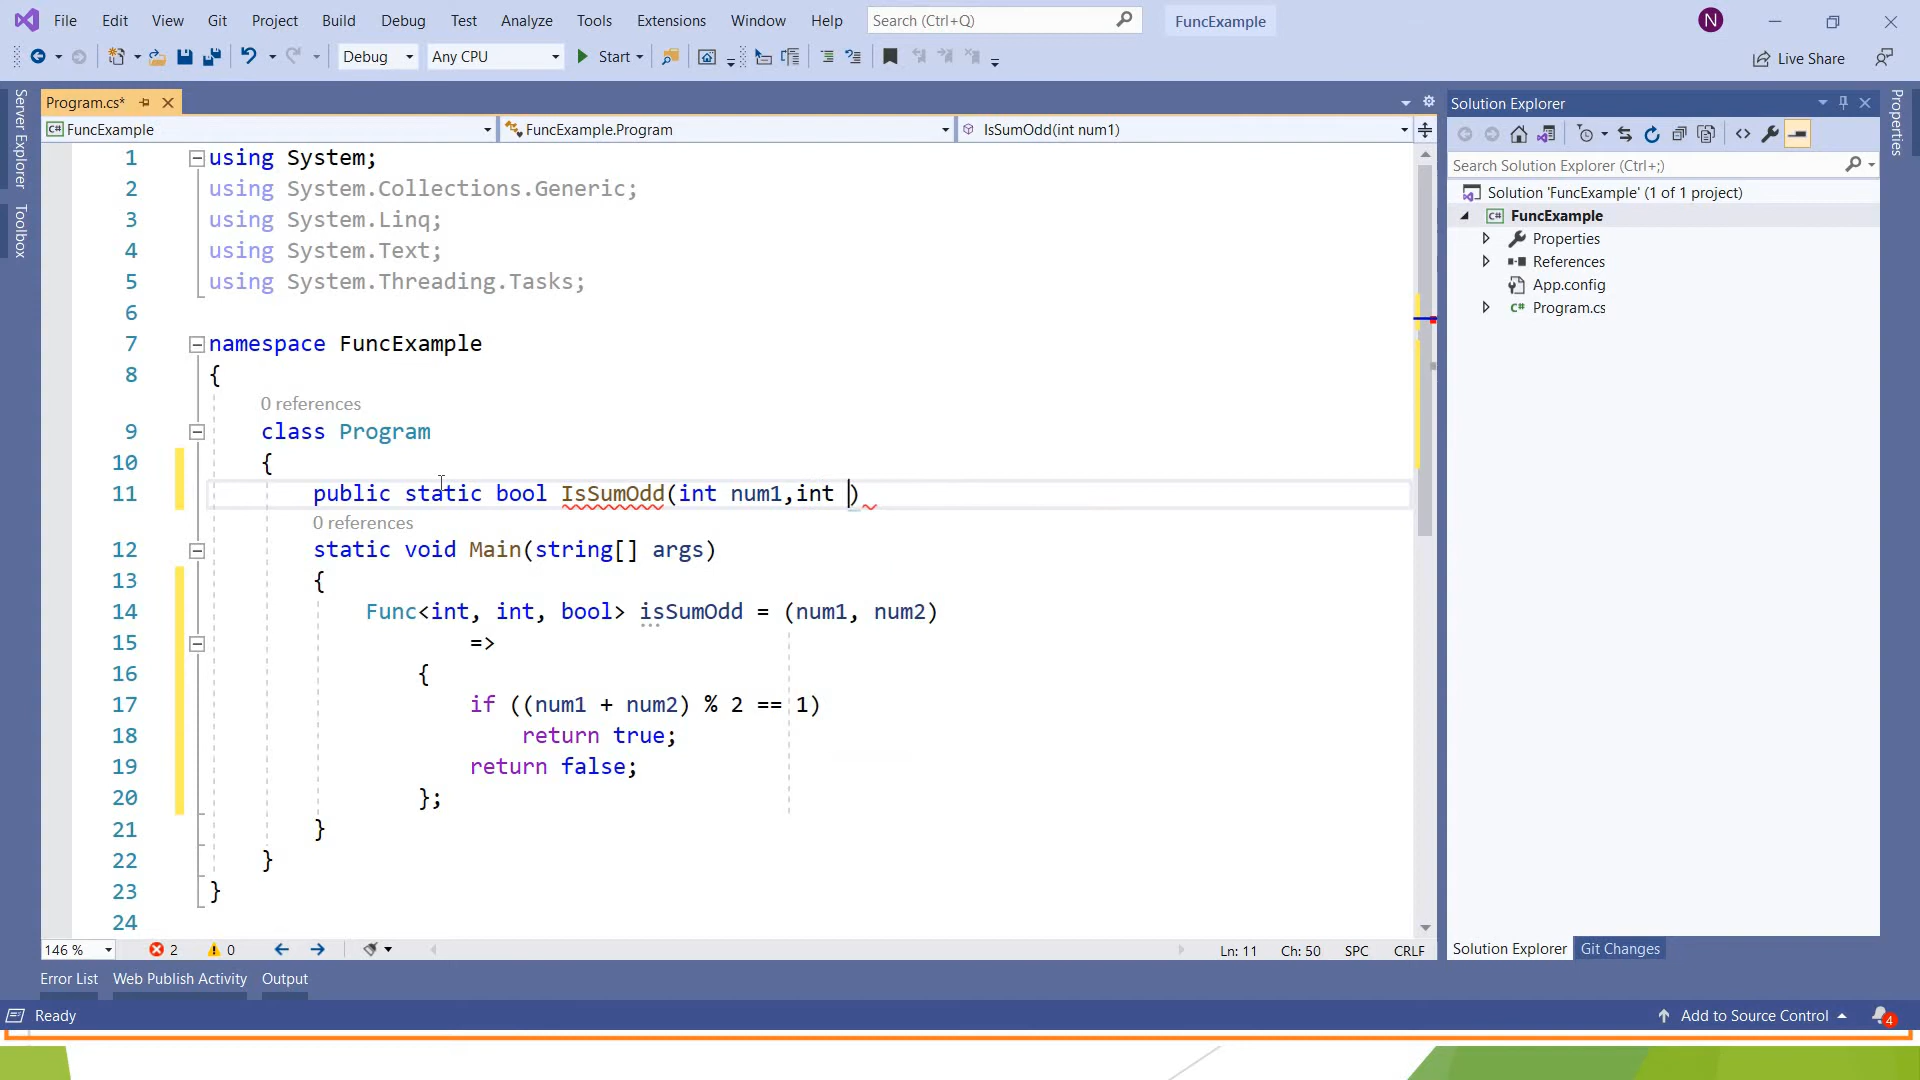 File Edit View Git Project Build Debug Test Analyze Tools Extensions Window Help Search (Ctrl+Q) FuncExample N
Debug Any CPU Start Live Share
Server Explorer
Toolbox
Program.cs*
FuncExample FuncExample.Program IsSumOdd(int num1)
1 using System;
2 using System.Collections.Generic;
3 using System.Linq;
4 using System.Text;
5 using System.Threading.Tasks;
6
7 namespace FuncExample
8 {
0 references
9 class Program
10 {
11 public static bool IsSumOdd(int num1,int )
0 references
12 static void Main(string[] args)
13 {
14 Func<int, int, bool> isSumOdd = (num1, num2)
15 =>
16 {
17 if ((num1 + num2) % 2 == 1)
18 return true;
19 return false;
20 };
21 }
22 }
23 }
24
146 % 2 0 Ln: 11 Ch: 50 SPC CRLF
Solution Explorer
Search Solution Explorer (Ctrl+;)
Solution 'FuncExample' (1 of 1 project)
C# FuncExample
Properties
References
App.config
C# Program.cs
Solution Explorer Git Changes
Properties
Error List Web Publish Activity Output
Ready Add to Source Control 4